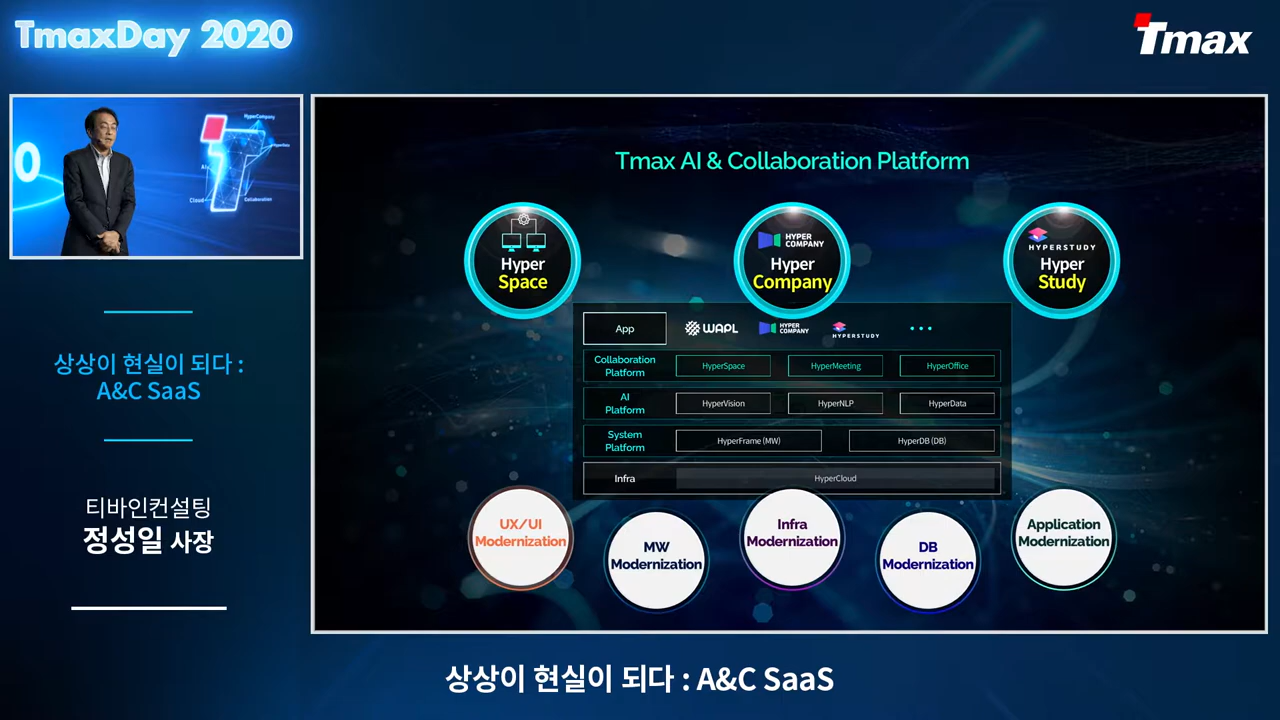 TmaxDay 2020
Tmax
0
HyperCompany
AI
Cloud
Collaboration
상상이 현실이 되다 :
A&C SaaS
티바인컨설팅
정성일 사장
Tmax AI & Collaboration Platform
Hyper
Space
HYPER
COMPANY
Hyper
Company
HYPERSTUDY
Hyper
Study
App
WAPL
HYPER
COMPANY
HYPERSTUDY
•••
Collaboration
Platform
HyperSpace
HyperMeeting
HyperOffice
AI
Platform
HyperVision
HyperNLP
HyperData
System
Platform
HyperFrame (MW)
HyperDB (DB)
Infra
HyperCloud
UX/UI
Modernization
MW
Modernization
Infra
Modernization
DB
Modernization
Application
Modernization
상상이 현실이 되다 : A&C SaaS